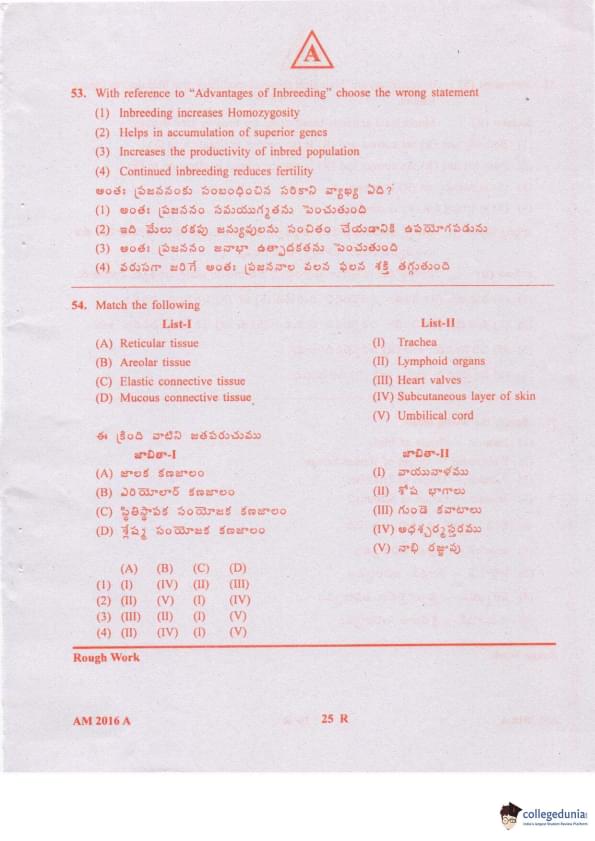 A
53. With reference to “Advantages of Inbreeding” choose the wrong statement
(1) Inbreeding increases Homozygosity
(2) Helps in accumulation of superior genes
(3) Increases the productivity of inbred population
(4) Continued inbreeding reduces fertility
అంతః ప్రజననంకు సంబంధించిన సరికాని వ్యాఖ్య ఏది?
(1) అంతః ప్రజననం సమయుగ్మతను పెంచుతుంది
(2) ఇది మేలు రకపు జన్యువులను సంచితం చేయడానికి ఉపయోగపడును
(3) అంతః ప్రజననం జనాభా ఉత్పాదకతను పెంచుతుంది
(4) వరుసగా జరిగే అంతః ప్రజననాల వలన ఫలన శక్తి తగ్గుతుంది
54. Match the following
List-I List-II
(A) Reticular tissue (I) Trachea
(B) Areolar tissue (II) Lymphoid organs
(C) Elastic connective tissue (III) Heart valves
(D) Mucous connective tissue (IV) Subcutaneous layer of skin
(V) Umbilical cord
ఈ క్రింది వాటిని జతపరుచుము
జాబితా-I జాబితా-II
(A) జాలక కణజాలం (I) వాయునాళము
(B) ఎరియోలార్ కణజాలం (II) శోష భాగాలు
(C) స్థితిస్థాపక సంయోజక కణజాలం (III) గుండె కవాటాలు
(D) శ్లేష్మ సంయోజక కణజాలం (IV) అధశ్చర్మస్తరము
(V) నాభి రజ్జువు
(A) (B) (C) (D)
(1) (I) (IV) (II) (III)
(2) (II) (V) (I) (IV)
(3) (III) (II) (I) (V)
(4) (II) (IV) (I) (V)
Rough Work
AM 2016 A 25 R
collegedunia
India's largest Student Review Platform